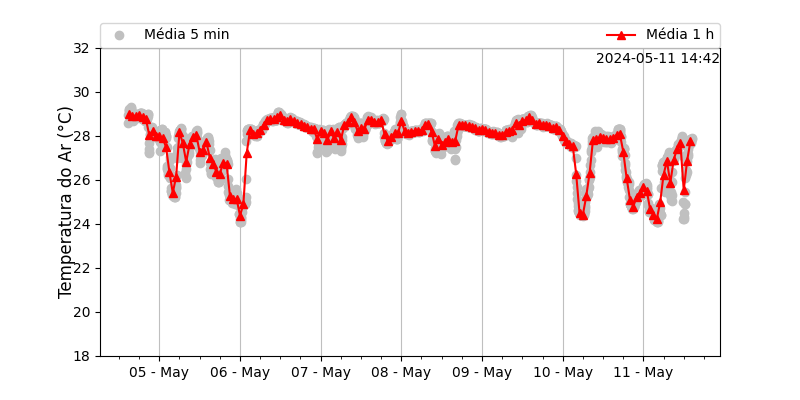 Média 5 min
Média 1 h
2024-05-11 14:42
Temperatura do Ar (°C)
32
30
28
26
24
22
20
18
05 - May
06 - May
07 - May
08 - May
09 - May
10 - May
11 - May